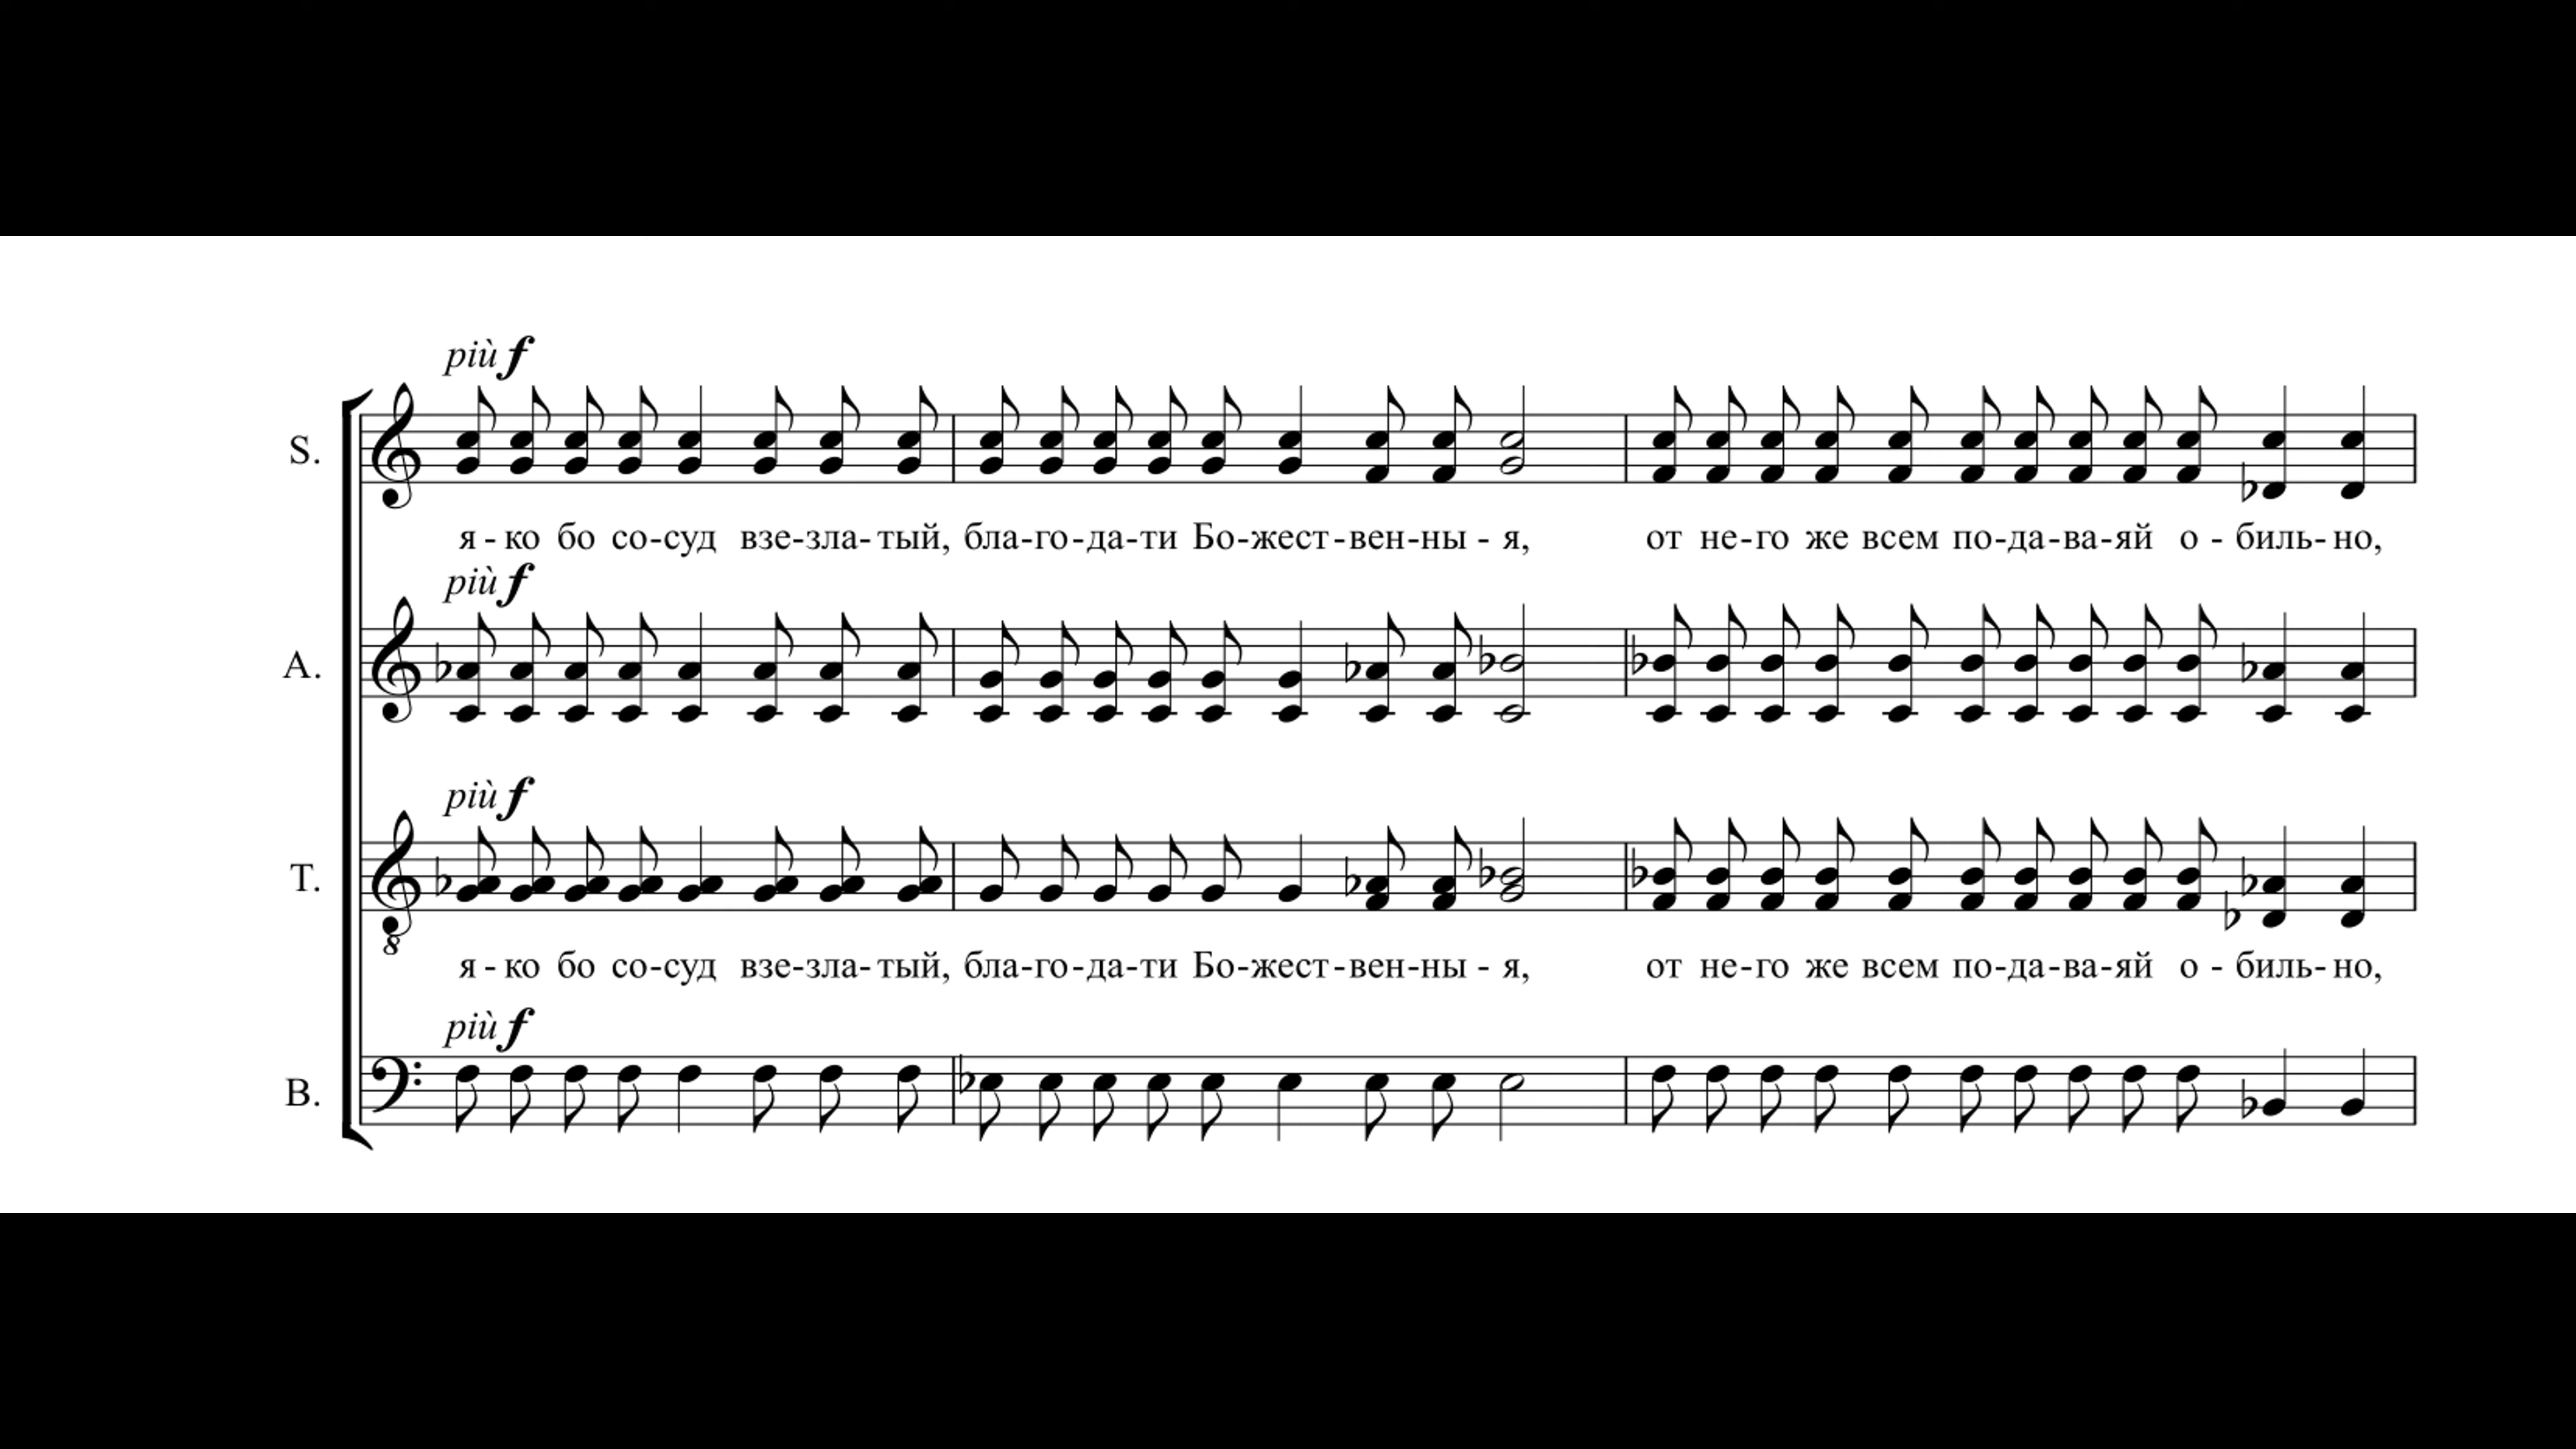 più f
S.
я - ко бо со-суд взе-зла-тый, бла-го-да-ти Бо-жест-вен-ны - я, от не-го же всем по-да-ва-яй о - биль-но,
più f
A.
più f
T.
8
я - ко бо со-суд взе-зла-тый, бла-го-да-ти Бо-жест-вен-ны - я, от не-го же всем по-да-ва-яй о - биль-но,
più f
B.